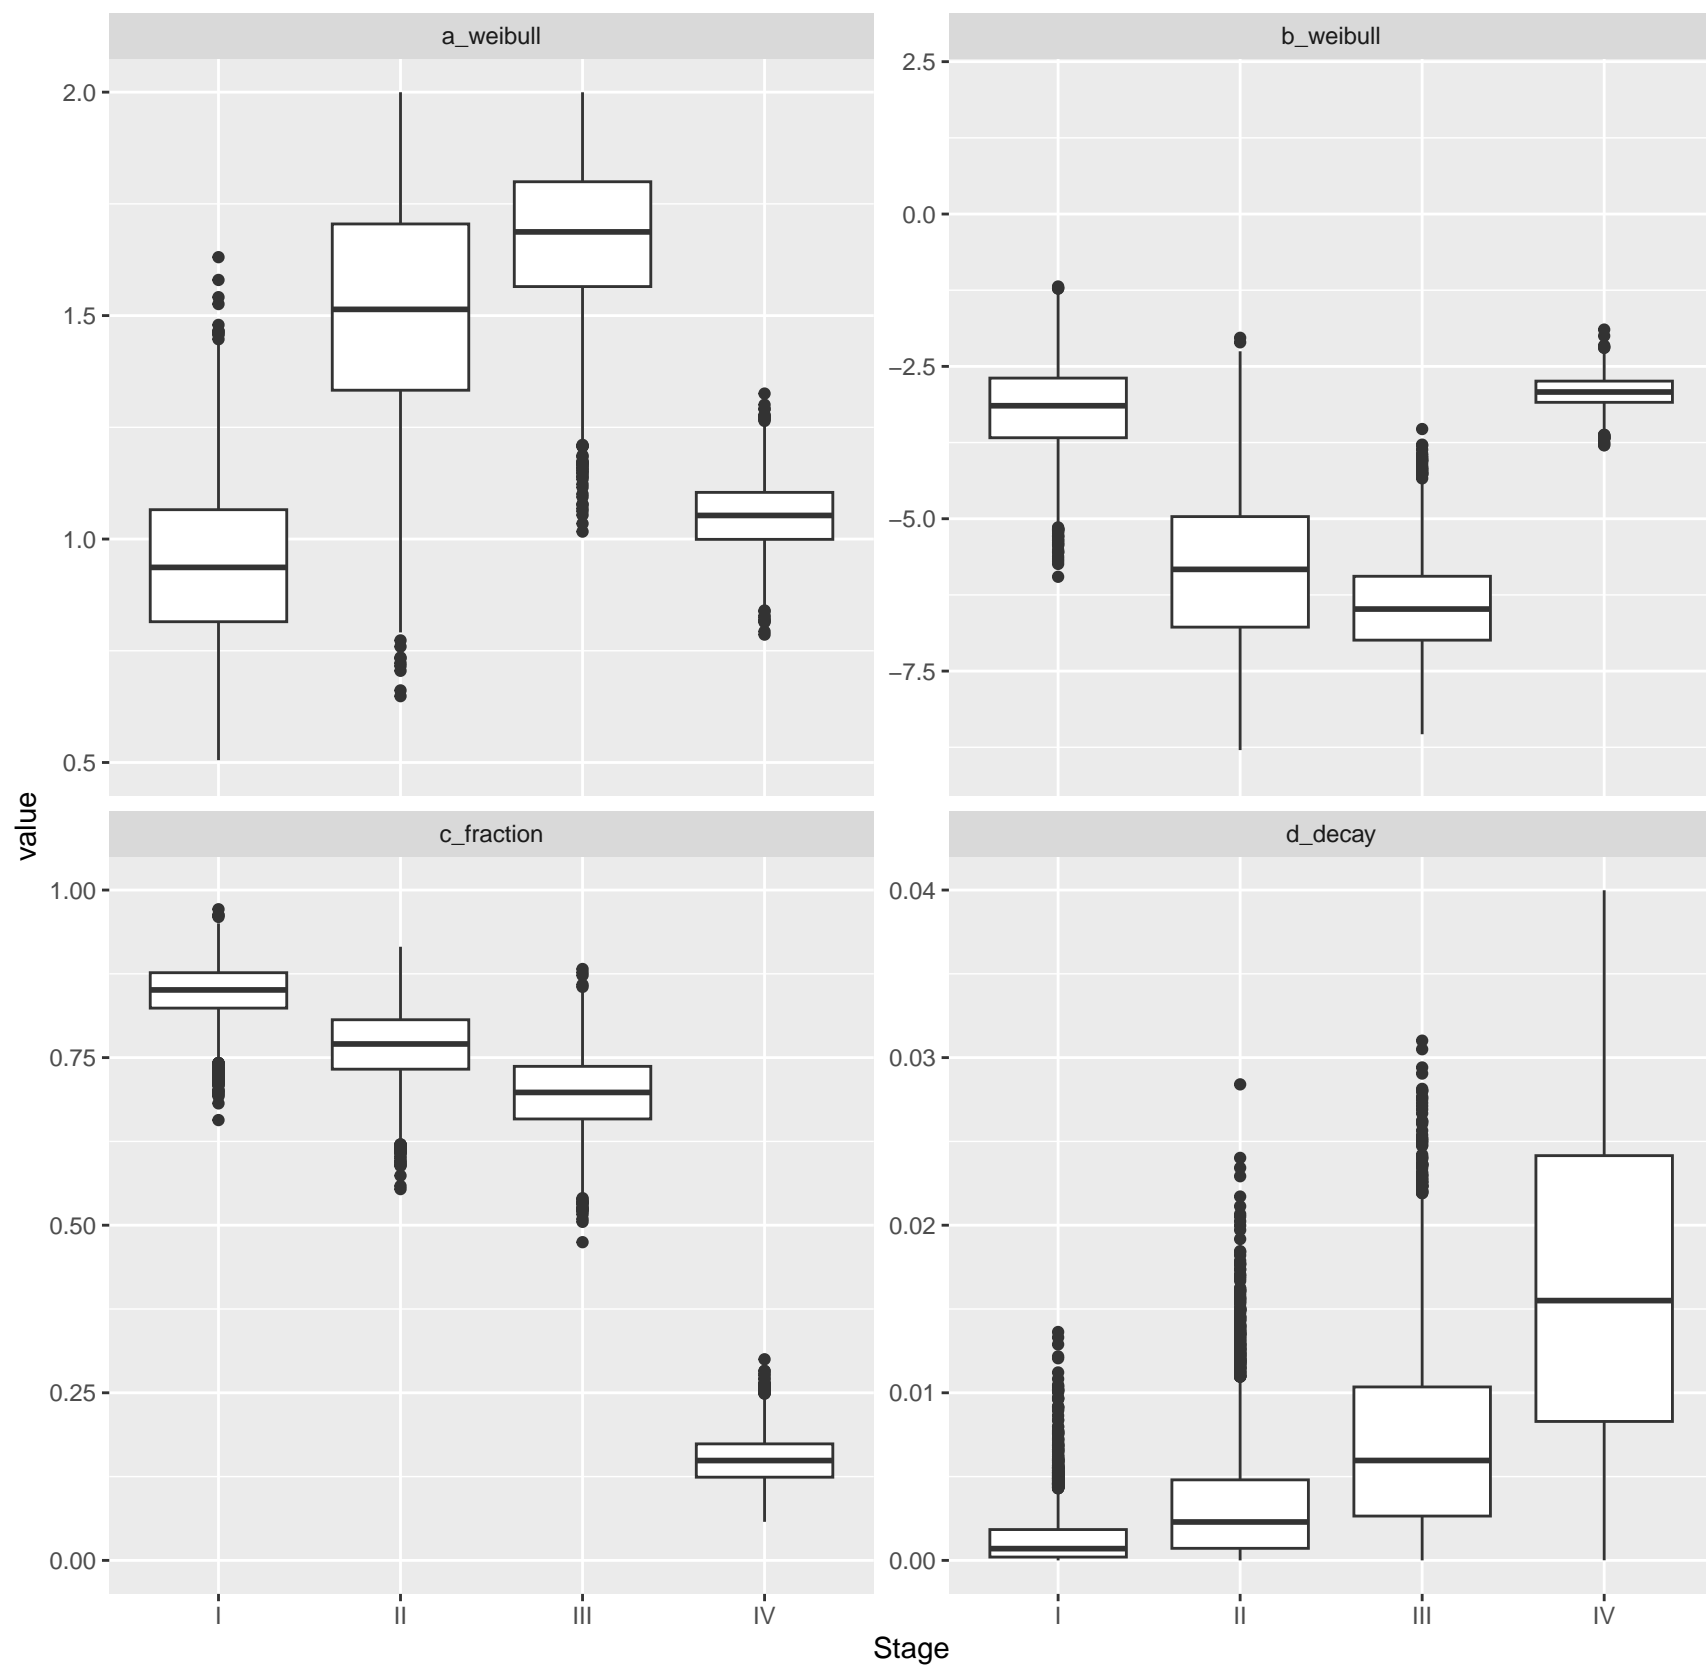 a_weibull
b_weibull
2.0
1.5
1.0
0.5
2.5
0.0
−2.5
−5.0
−7.5
value
c_fraction
d_decay
1.00
0.75
0.50
0.25
0.00
0.04
0.03
0.02
0.01
0.00
I II III IV
I II III IV
Stage